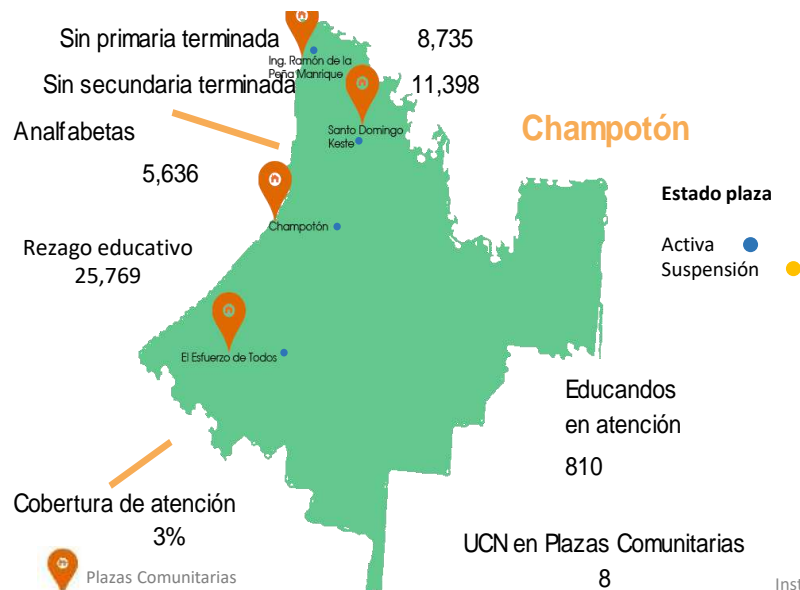 Sin primaria terminada 8,735
Ing. Ramón de la
Peña Manrique
Sin secundaria terminada 11,398
Analfabetas
5,636
Santo Domingo
Keste
Champotón
Estado plaza
Activa
Suspensión
Champotón
Rezago educativo
25,769
El Esfuerzo de Todos
Educandos
en atención
810
Cobertura de atención
3%
UCN en Plazas Comunitarias
8
Plazas Comunitarias
Inst